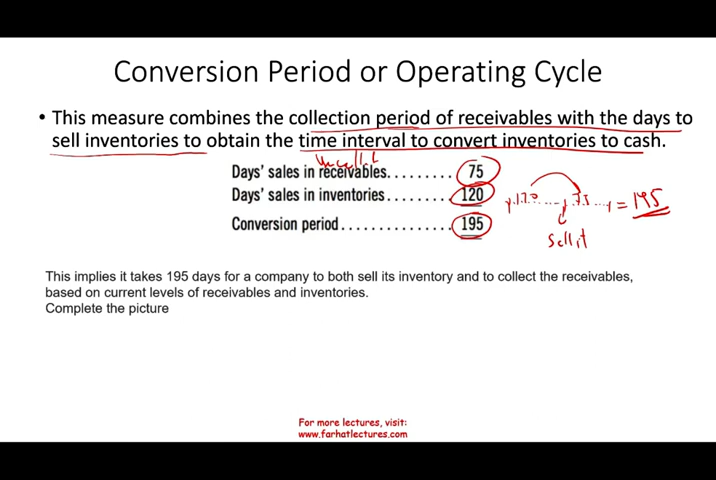 Conversion Period or Operating Cycle
• This measure combines the collection period of receivables with the days to
sell inventories to obtain the time interval to convert inventories to cash.
Days' sales in receivables......... 75
Days' sales in inventories......... 120
Conversion period................. 195
120 ..... 75 .... = 195
Sell it
This implies it takes 195 days for a company to both sell its inventory and to collect the receivables,
based on current levels of receivables and inventories.
Complete the picture
For more lectures, visit:
www.farhatlectures.com